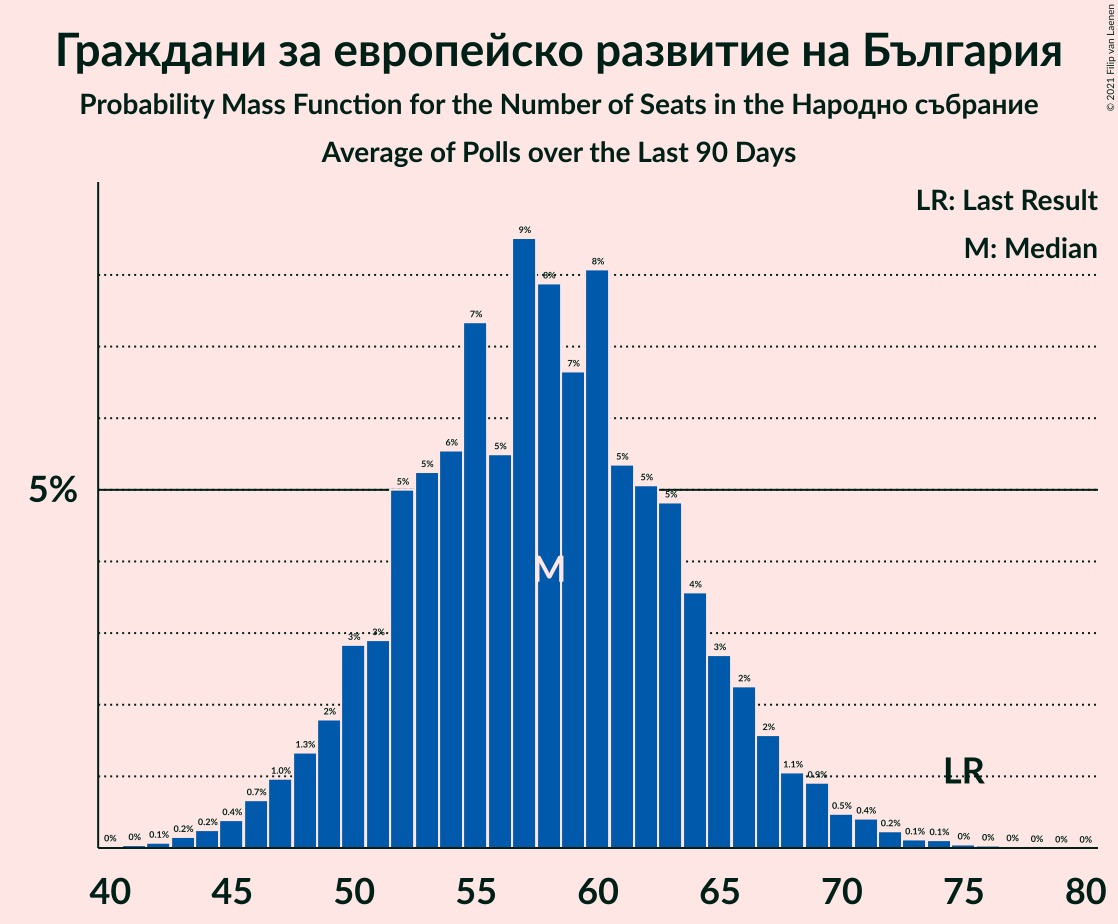 Граждани за европейско развитие на България
Probability Mass Function for the Number of Seats in the Народно събрание
Average of Polls over the Last 90 Days
© 2021 Filip van Laenen
LR: Last Result
M: Median
5%
0% 0% 0.1% 0.2% 0.2% 0.4% 0.7% 1.0% 1.3% 2% 3% 3% 5% 5% 6% 7% 5% 9% 8% 7% 8% 5% 5% 5% 4% 3% 2% 2% 1.1% 0.9% 0.5% 0.4% 0.2% 0.1% 0.1% 0% 0% 0% 0% 0% 0%
M
LR
40 45 50 55 60 65 70 75 80